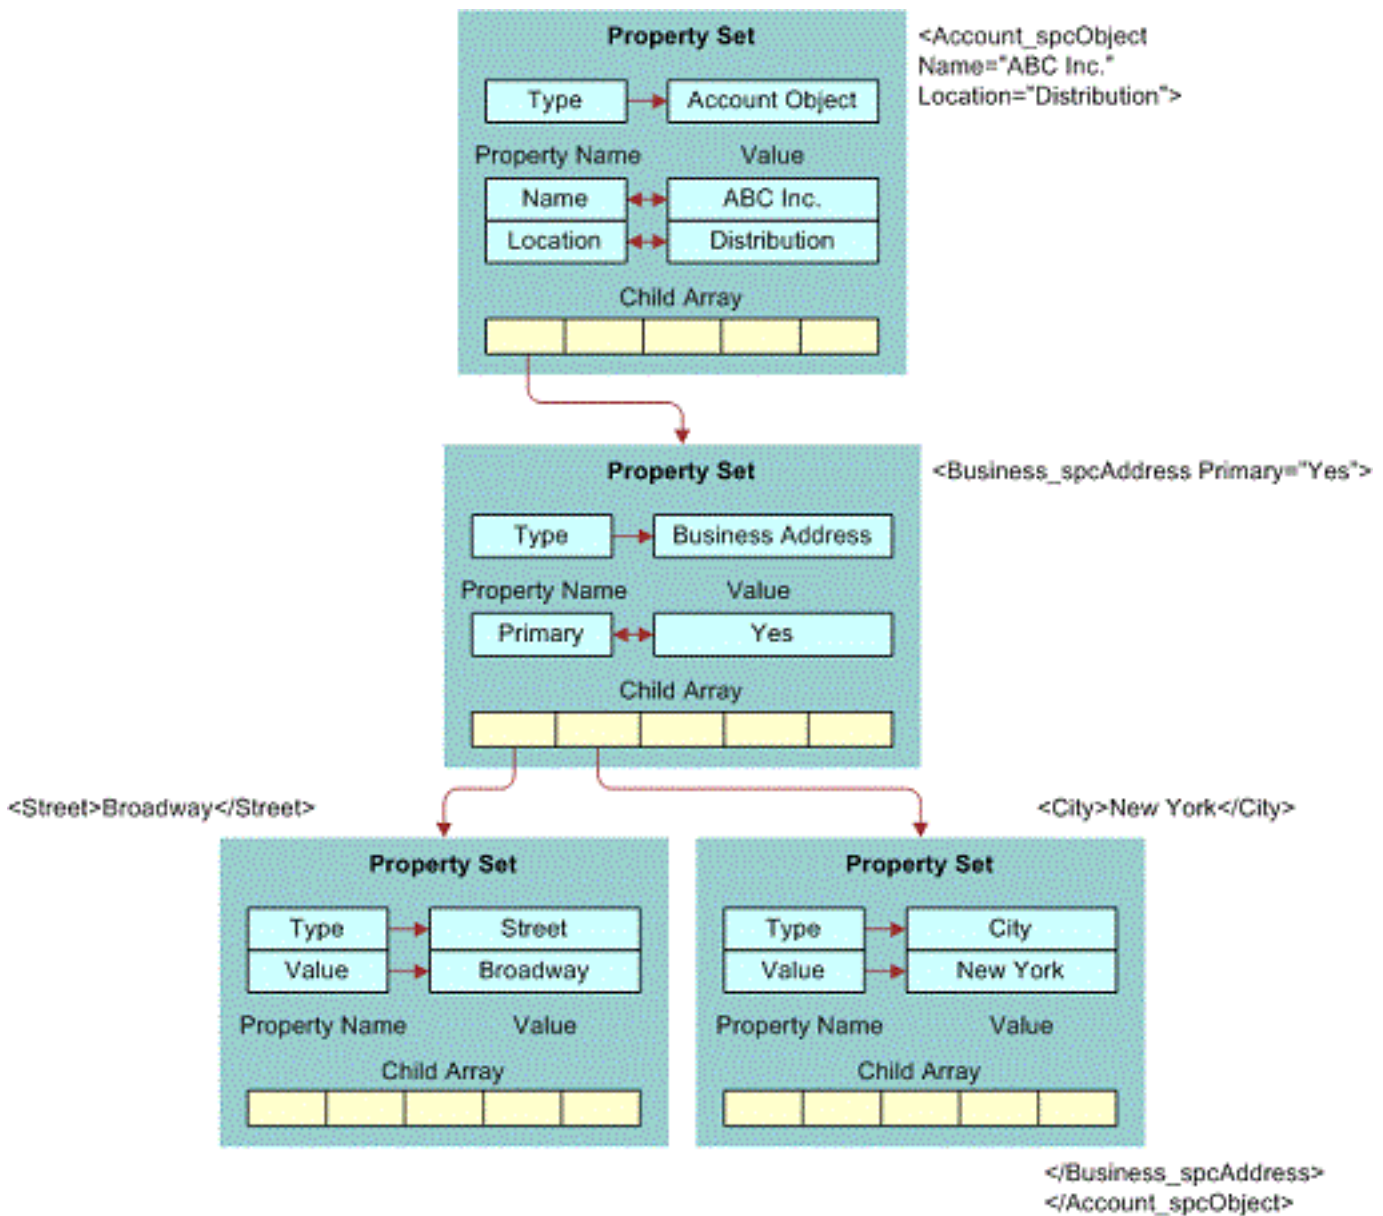 Property Set
<Account_spcObject
Name="ABC Inc."
Location="Distribution">
Type
Account Object
Property Name
Value
Name
ABC Inc.
Location
Distribution
Child Array
Property Set
<Business_spcAddress Primary="Yes">
Type
Business Address
Property Name
Value
Primary
Yes
Child Array
<Street>Broadway</Street>
<City>New York</City>
Property Set
Type
Street
Value
Broadway
Property Name
Value
Child Array
Property Set
Type
City
Value
New York
Property Name
Value
Child Array
</Business_spcAddress>
</Account_spcObject>